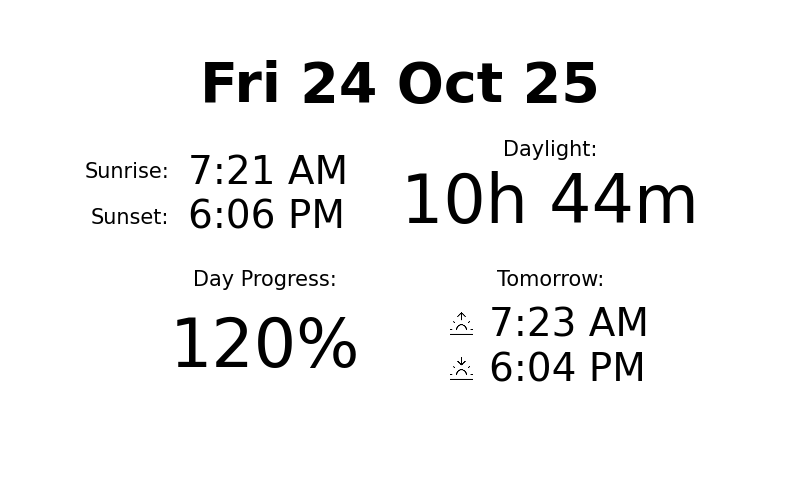 Fri 24 Oct 25
Sunrise: 7:21 AM
Sunset: 6:06 PM
Daylight:
10h 44m
Day Progress:
120%
Tomorrow:
7:23 AM
6:04 PM